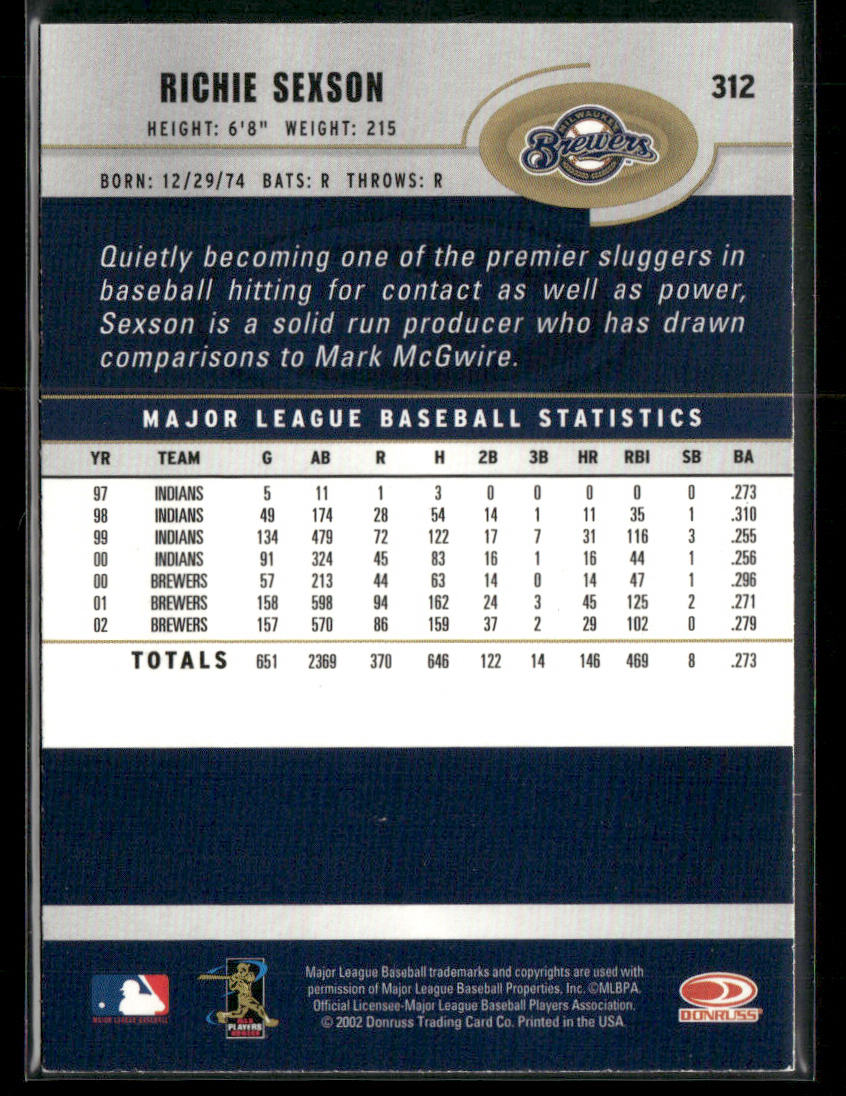 RICHIE SEXSON
312
HEIGHT: 6'8" WEIGHT: 215
MILWAUKEE
Brewers
BORN: 12/29/74 BATS: R THROWS: R
Quietly becoming one of the premier sluggers in
baseball hitting for contact as well as power,
Sexson is a solid run producer who has drawn
comparisons to Mark McGwire.
MAJOR LEAGUE BASEBALL STATISTICS
YR TEAM G AB R H 2B 3B HR RBI SB BA
97 INDIANS 5 11 1 3 0 0 0 0 0 .273
98 INDIANS 49 174 28 54 14 1 11 35 1 .310
99 INDIANS 134 479 72 122 17 7 31 116 3 .255
00 INDIANS 91 324 45 83 16 1 16 44 1 .256
00 BREWERS 57 213 44 63 14 0 14 47 1 .296
01 BREWERS 158 598 94 162 24 3 45 125 2 .271
02 BREWERS 157 570 86 159 37 2 29 102 0 .279
TOTALS 651 2369 370 646 122 14 146 469 8 .273
Major League Baseball trademarks and copyrights are used with
permission of Major League Baseball Properties, Inc. ©MLBPA.
Official Licensee-Major League Baseball Players Association.
© 2002 Donruss Trading Card Co. Printed in the USA.
MAJOR LEAGUE BASEBALL
PLAYERS
DONRUSS